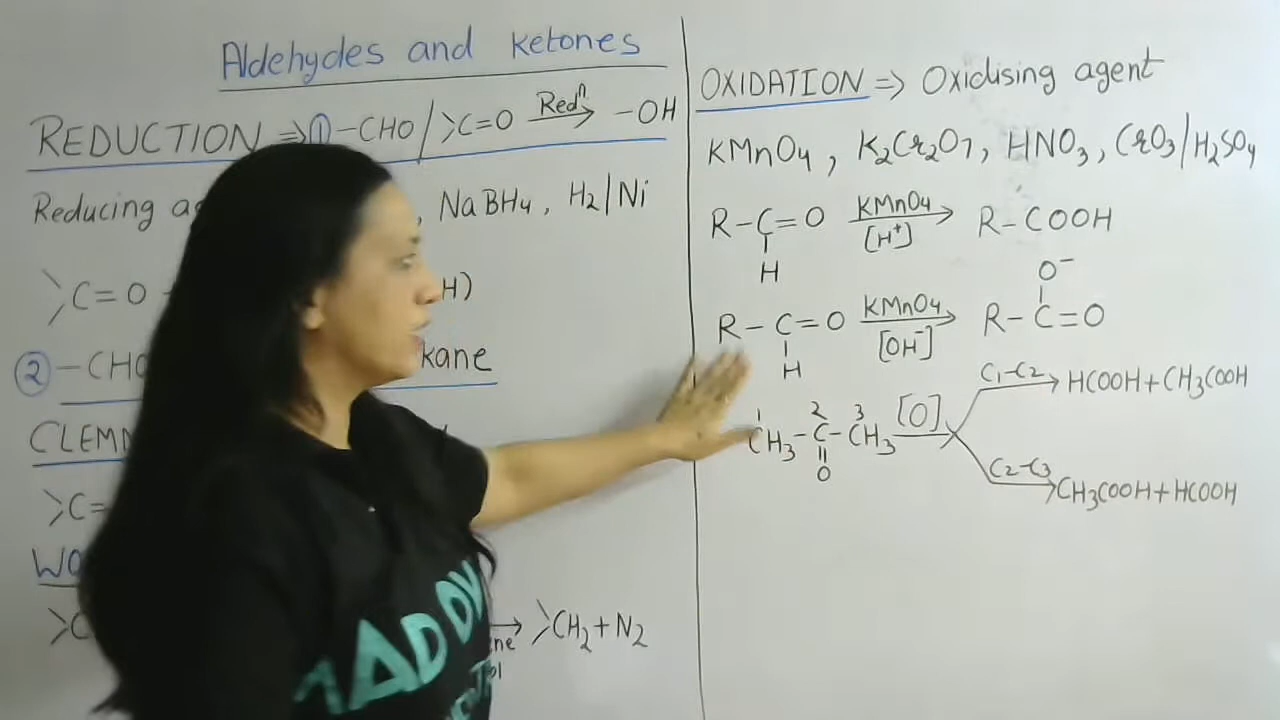 Aldehydes and ketones
REDUCTION ⇒ ① -CHO / >C=O Redⁿ→ -OH
Reducing , NaBH4, H2/Ni
>C=O H)
② -CHO kane
CLEM
>C=
WO
>C → >CH2 + N2
OXIDATION ⇒ Oxidising agent
KMnO4, K2Cr2O7, HNO3, CrO3/H2SO4
R-C=O KMnO4 → R-COOH
H [H⁺]
O⁻
R-C=O KMnO4 → R-C=O
H [OH⁻]
C1-C2 → HCOOH + CH3COOH
1 2 3
CH3-C-CH3 [O] →
O
C2-C3 → CH3COOH + HCOOH
ADD